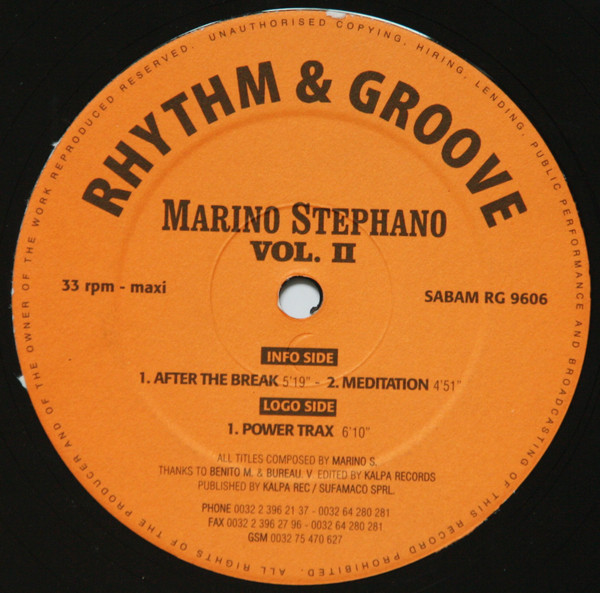 ALL RIGHTS OF THE PRODUCER AND OF THE OWNER OF THE WORK REPRODUCED RESERVED. UNAUTHORISED COPYING, HIRING, LENDING, PUBLIC PERFORMANCE AND BROADCASTING OF THIS RECORD PROHIBITED.
RHYTHM & GROOVE
MARINO STEPHANO
VOL. II
33 rpm - maxi
SABAM RG 9606
INFO SIDE
1. AFTER THE BREAK 5'19" - 2. MEDITATION 4'51"
LOGO SIDE
1. POWER TRAX 6'10"
ALL TITLES COMPOSED BY MARINO S.
THANKS TO BENITO M. & BUREAU. V EDITED BY KALPA RECORDS
PUBLISHED BY KALPA REC / SUFAMACO SPRL.
PHONE 0032 2 396 21 37 - 0032 64 280 281
FAX 0032 2 396 27 96 - 0032 64 280 281
GSM 0032 75 470 627